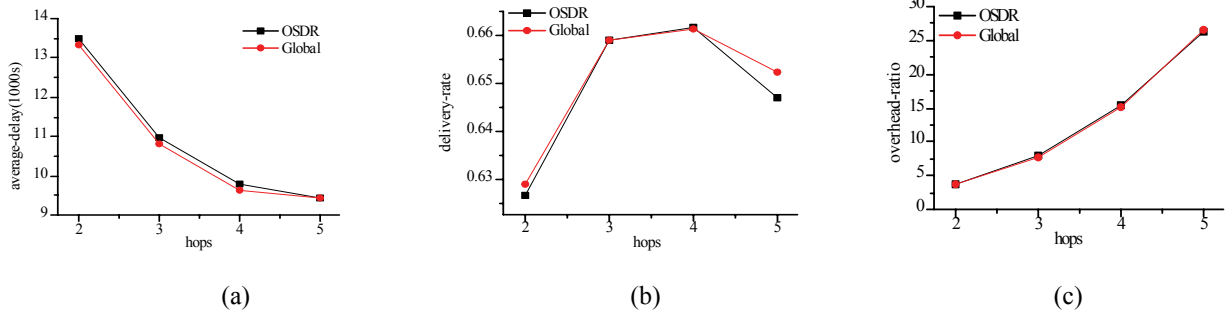 14
13
12
11
10
9
average-delay(1000s)
OSDR
Global
2 3 4 5
hops
(a)
0.66
0.65
0.64
0.63
delivery-rate
OSDR
Global
2 3 4 5
hops
(b)
30
25
20
15
10
5
0
overhead-ratio
OSDR
Global
2 3 4 5
hops
(c)